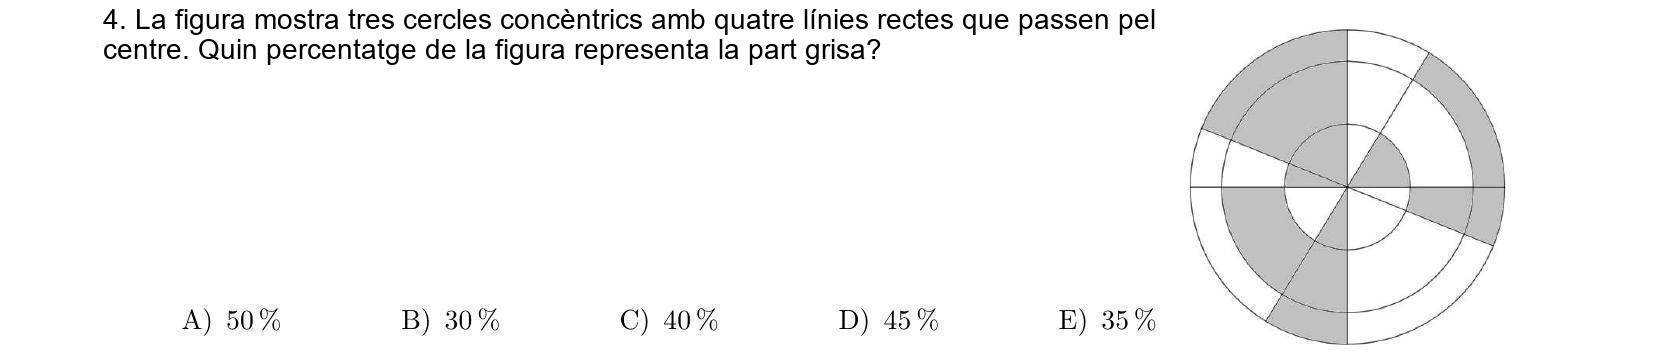 4. La figura mostra tres cercles concèntrics amb quatre línies rectes que passen pel
centre. Quin percentatge de la figura representa la part grisa?
A) 50 % B) 30 % C) 40 % D) 45 % E) 35 %